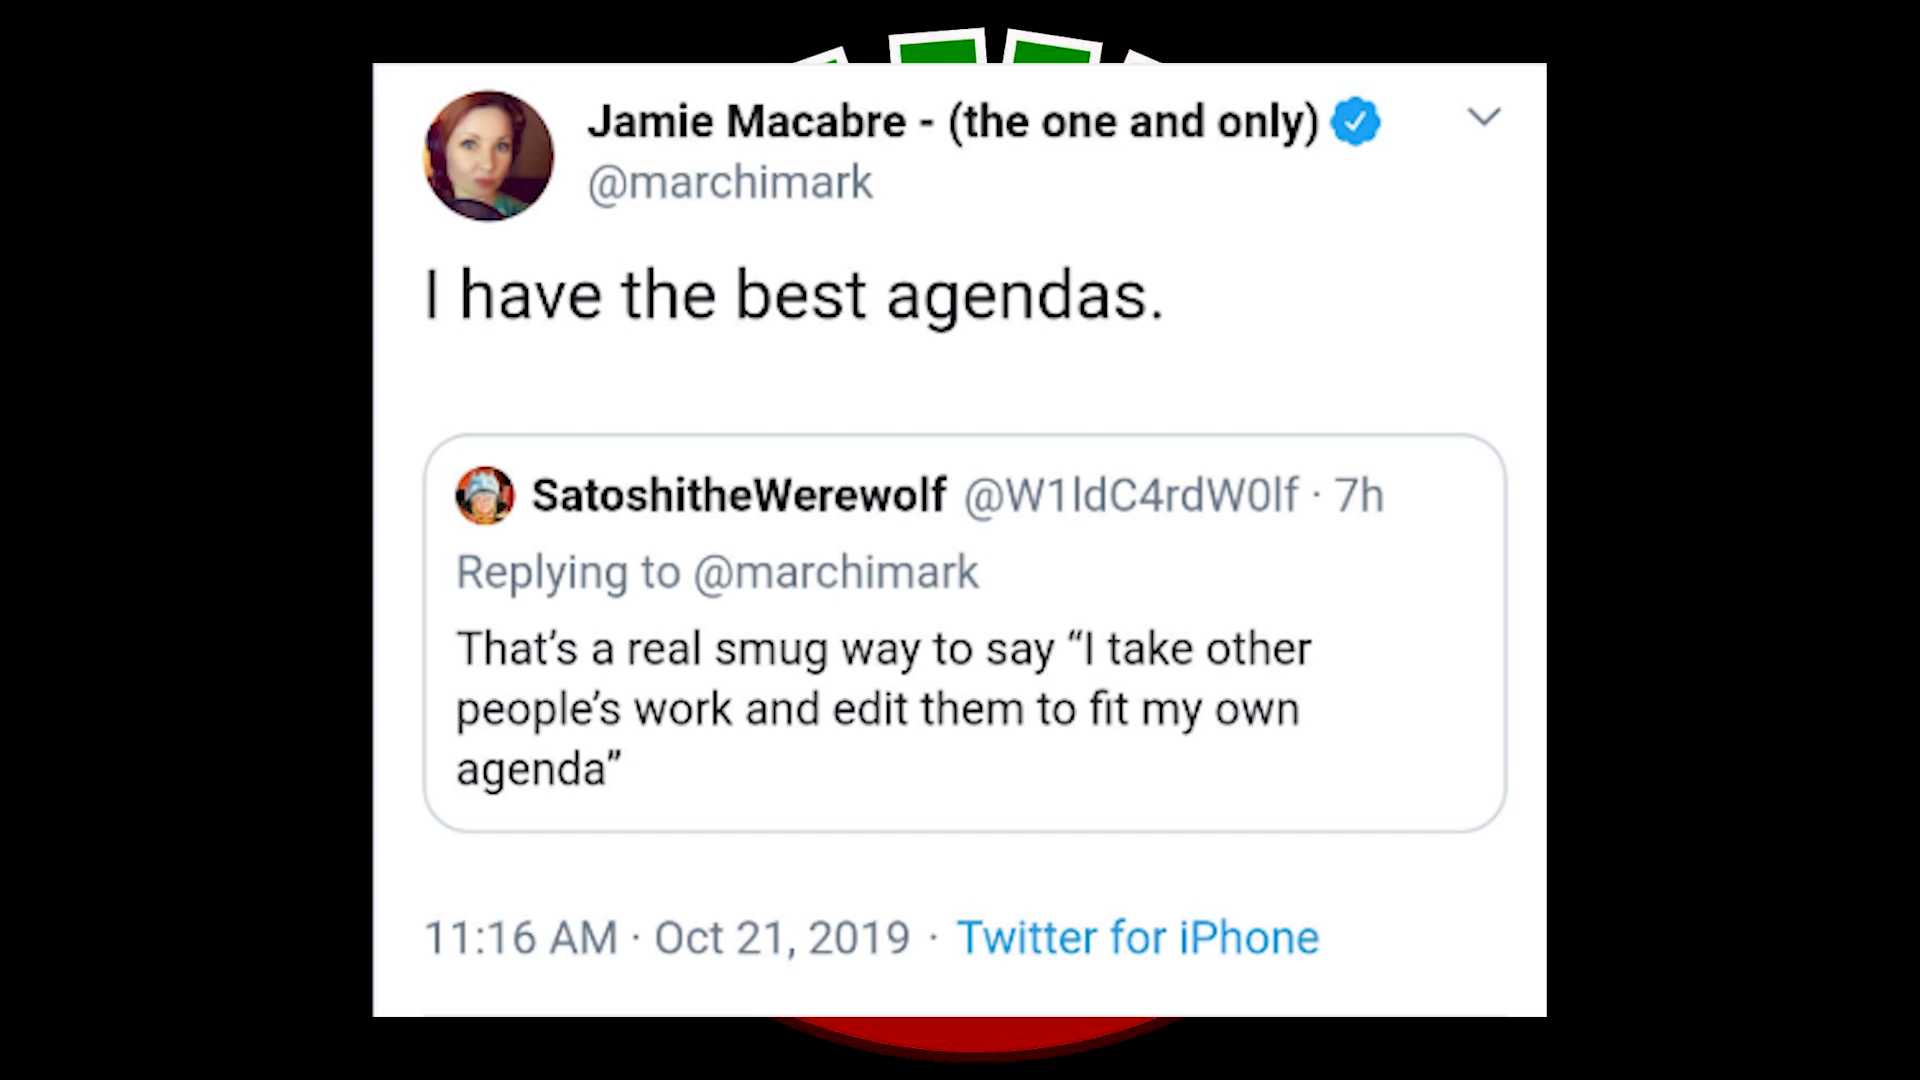 Jamie Macabre - (the one and only)
@marchimark
I have the best agendas.
SatoshitheWerewolf @W1ldC4rdW0lf · 7h
Replying to @marchimark
That’s a real smug way to say “I take other
people’s work and edit them to fit my own
agenda”
11:16 AM · Oct 21, 2019 · Twitter for iPhone